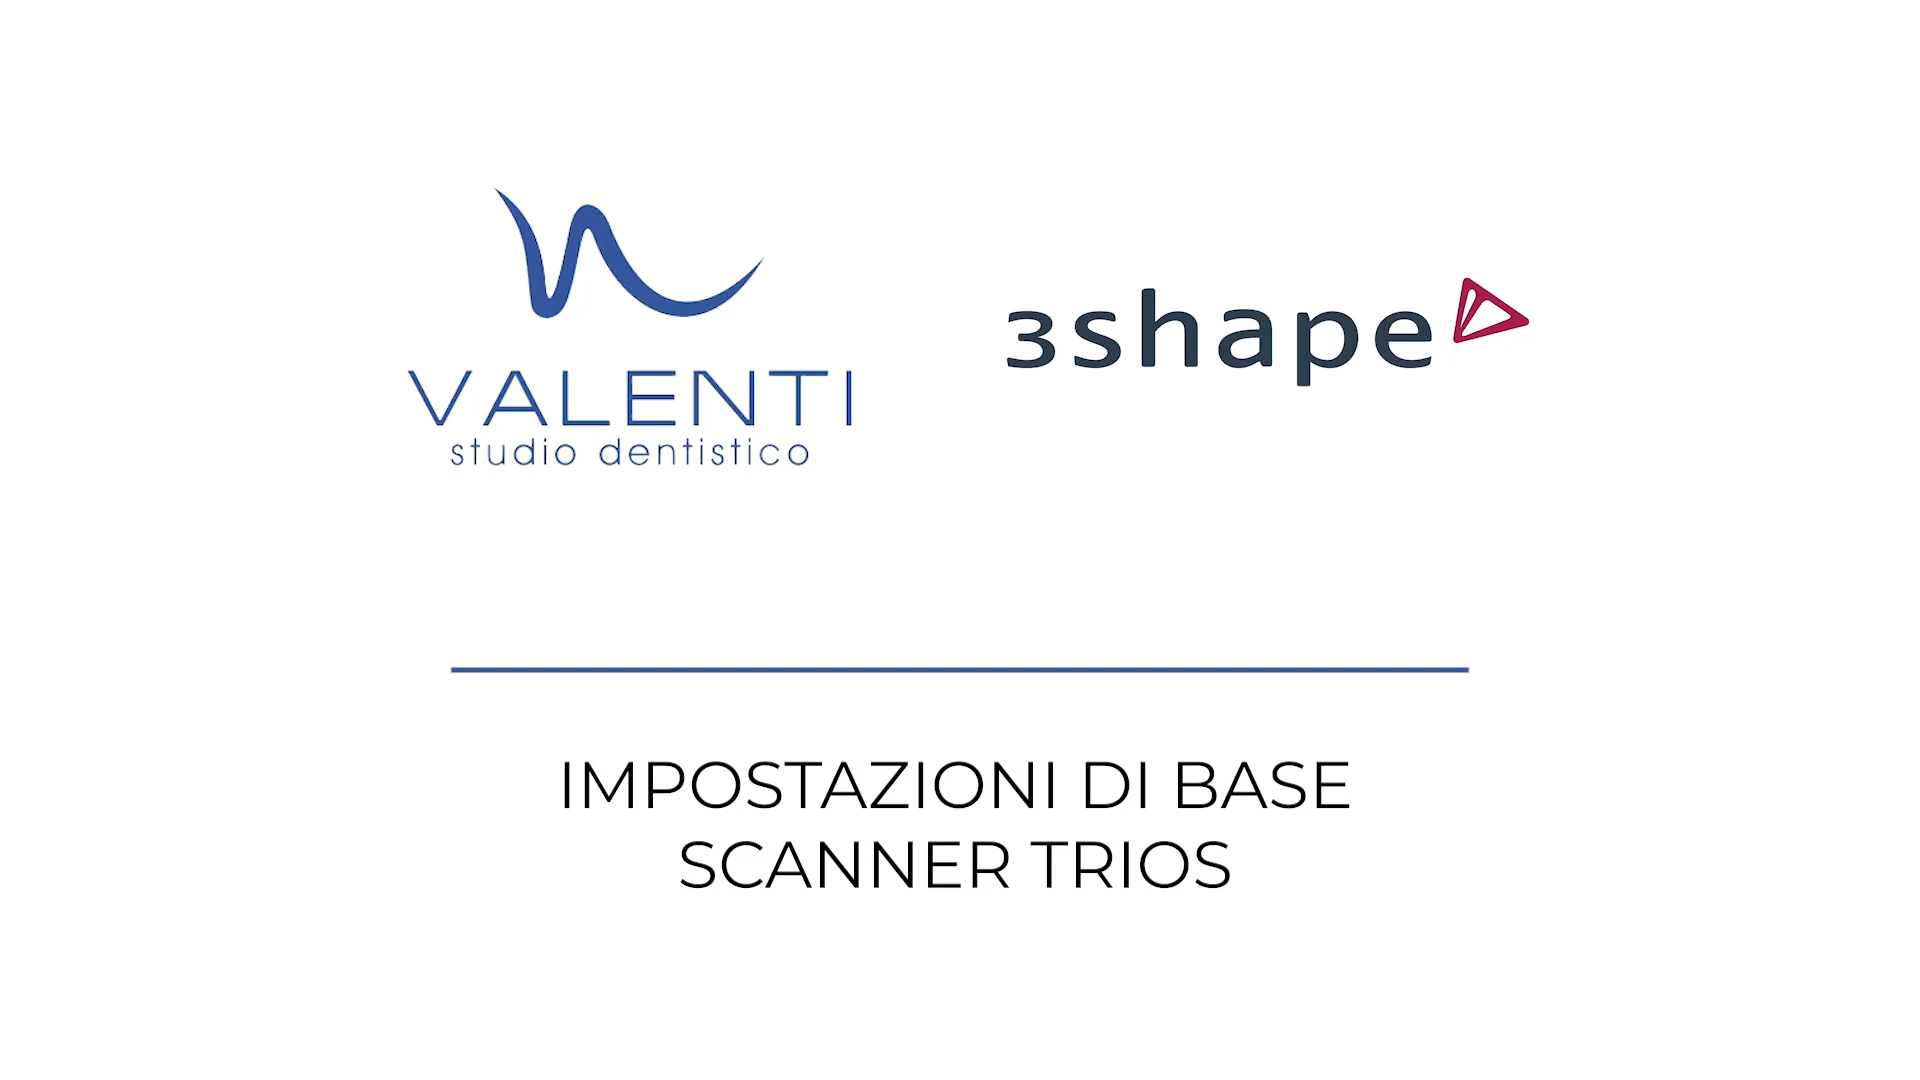 VALENTI
studio dentistico
3shape
IMPOSTAZIONI DI BASE
SCANNER TRIOS